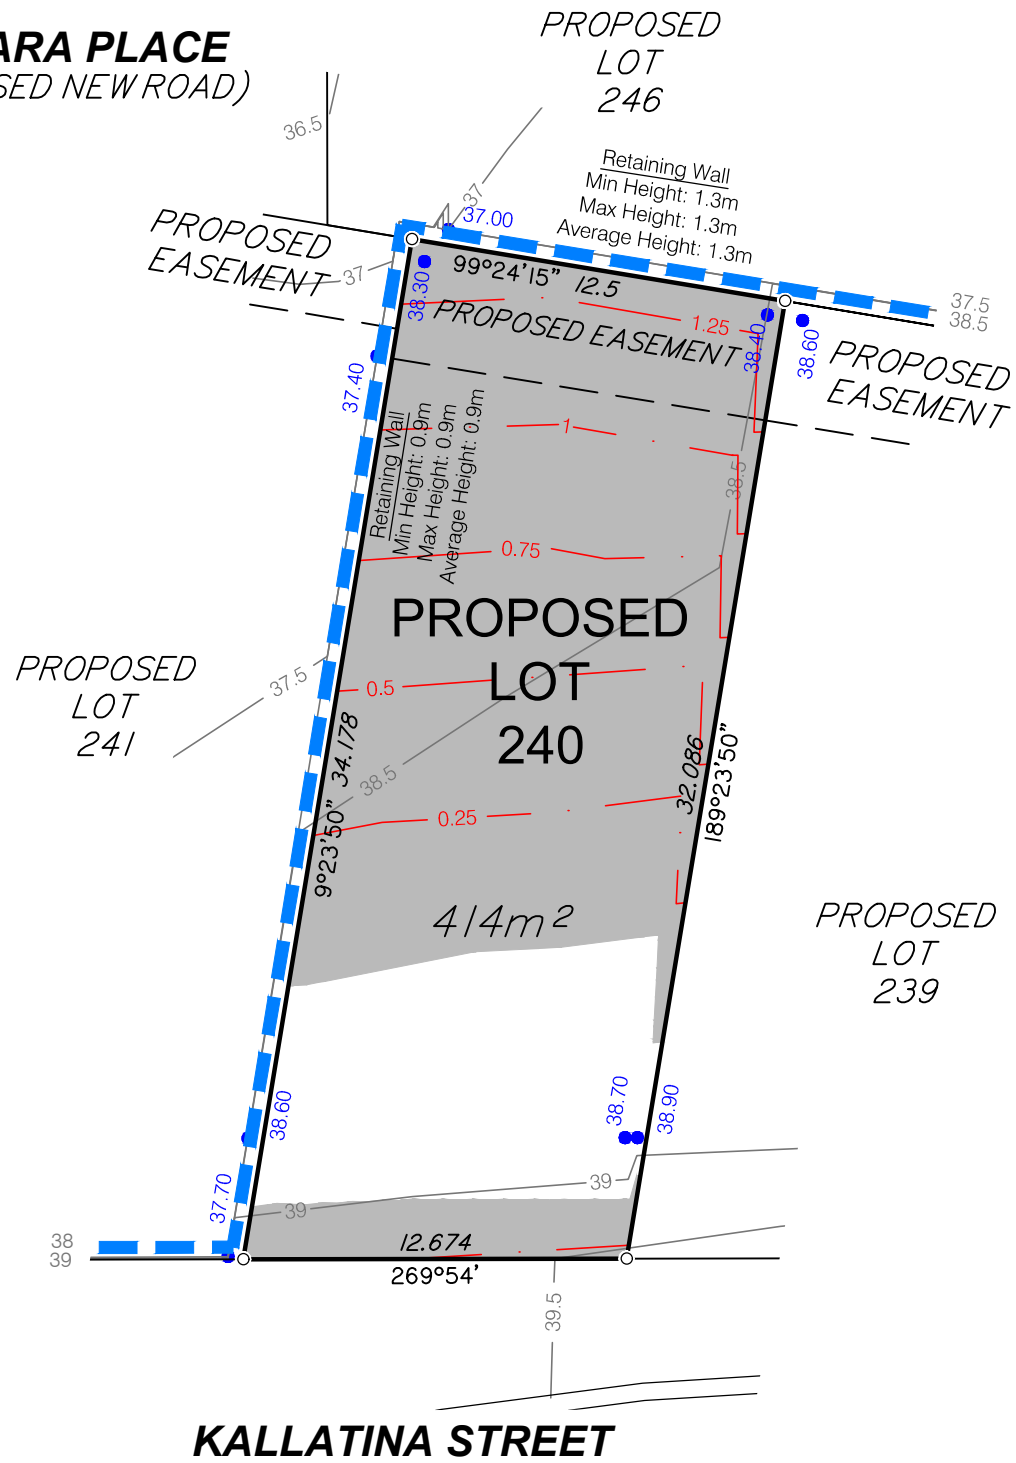 ARA PLACE
SED NEW ROAD)
PROPOSED
LOT
246
36.5
37
37.00
Retaining Wall
Min Height: 1.3m
Max Height: 1.3m
Average Height: 1.3m
PROPOSED
EASEMENT
37
38.30
99°24'15" 12.5
PROPOSED EASEMENT
1.25
38.40
38.60
37.5
38.5
PROPOSED
EASEMENT
37.40
Retaining Wall
Min Height: 0.9m
Max Height: 0.9m
Average Height: 0.9m
1
38.5
0.75
PROPOSED
LOT
240
PROPOSED
LOT
241
37.5
0.5
9°23'50" 34.178
38.5
32.086
189°23'50"
0.25
414m²
PROPOSED
LOT
239
38.60
38.70
38.90
37.70
39
39
38
39
12.674
269°54'
39.5
KALLATINA STREET